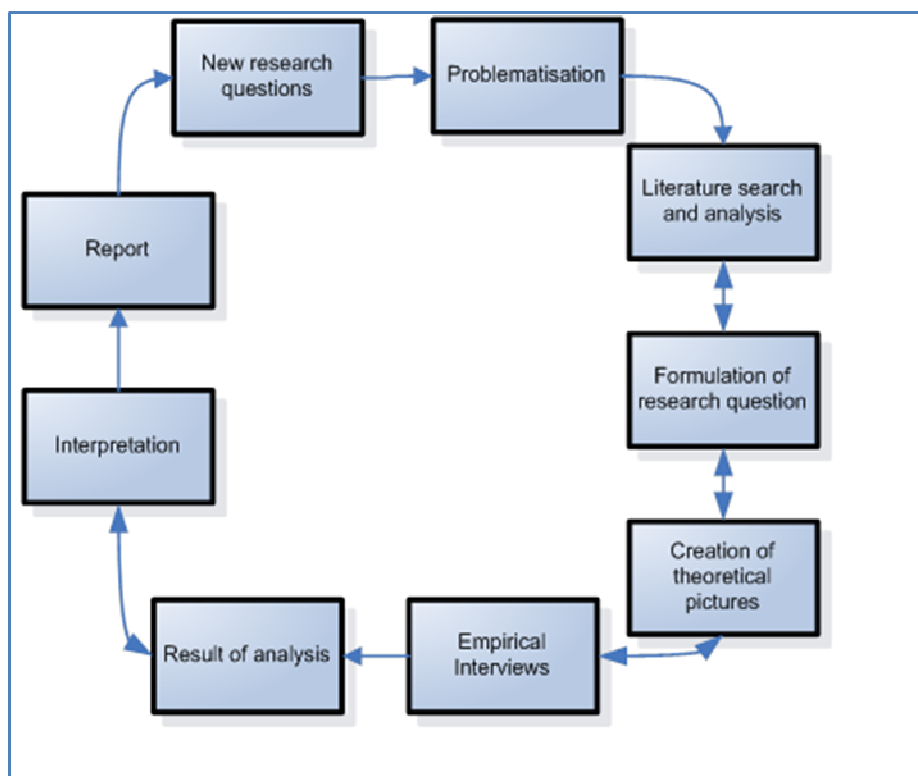 New research
questions
Problematisation
Literature search
and analysis
Formulation of
research question
Creation of
theoretical
pictures
Empirical
Interviews
Result of analysis
Interpretation
Report